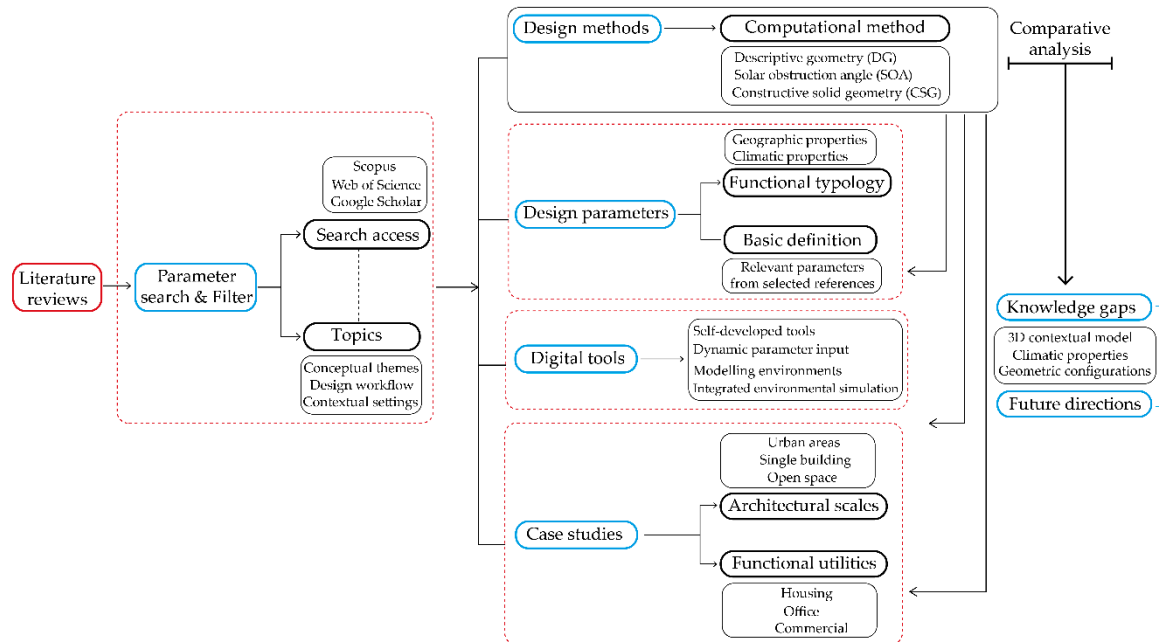 Literature
reviews
Parameter
search & Filter
Scopus
Web of Science
Google Scholar
Search access
Topics
Conceptual themes
Design workflow
Contextual settings
Design methods
Computational method
Descriptive geometry (DG)
Solar obstruction angle (SOA)
Constructive solid geometry (CSG)
Design parameters
Geographic properties
Climatic properties
Functional typology
Basic definition
Relevant parameters
from selected references
Digital tools
Self-developed tools
Dynamic parameter input
Modelling environments
Integrated environmental simulation
Case studies
Urban areas
Single building
Open space
Architectural scales
Functional utilities
Housing
Office
Commercial
Comparative
analysis
Knowledge gaps
3D contextual model
Climatic properties
Geometric configurations
Future directions